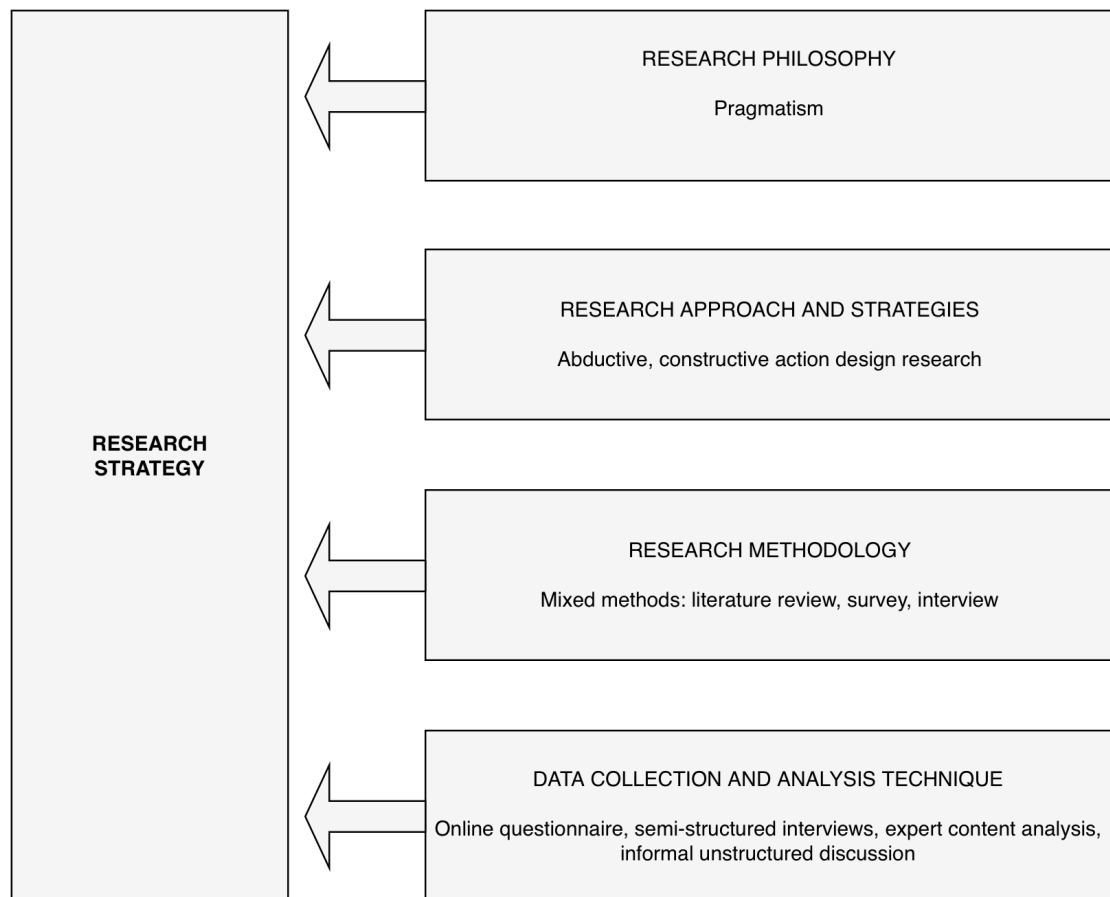 RESEARCH PHILOSOPHY
Pragmatism
RESEARCH APPROACH AND STRATEGIES
Abductive, constructive action design research
RESEARCH
STRATEGY
RESEARCH METHODOLOGY
Mixed methods: literature review, survey, interview
DATA COLLECTION AND ANALYSIS TECHNIQUE
Online questionnaire, semi-structured interviews, expert content analysis,
informal unstructured discussion